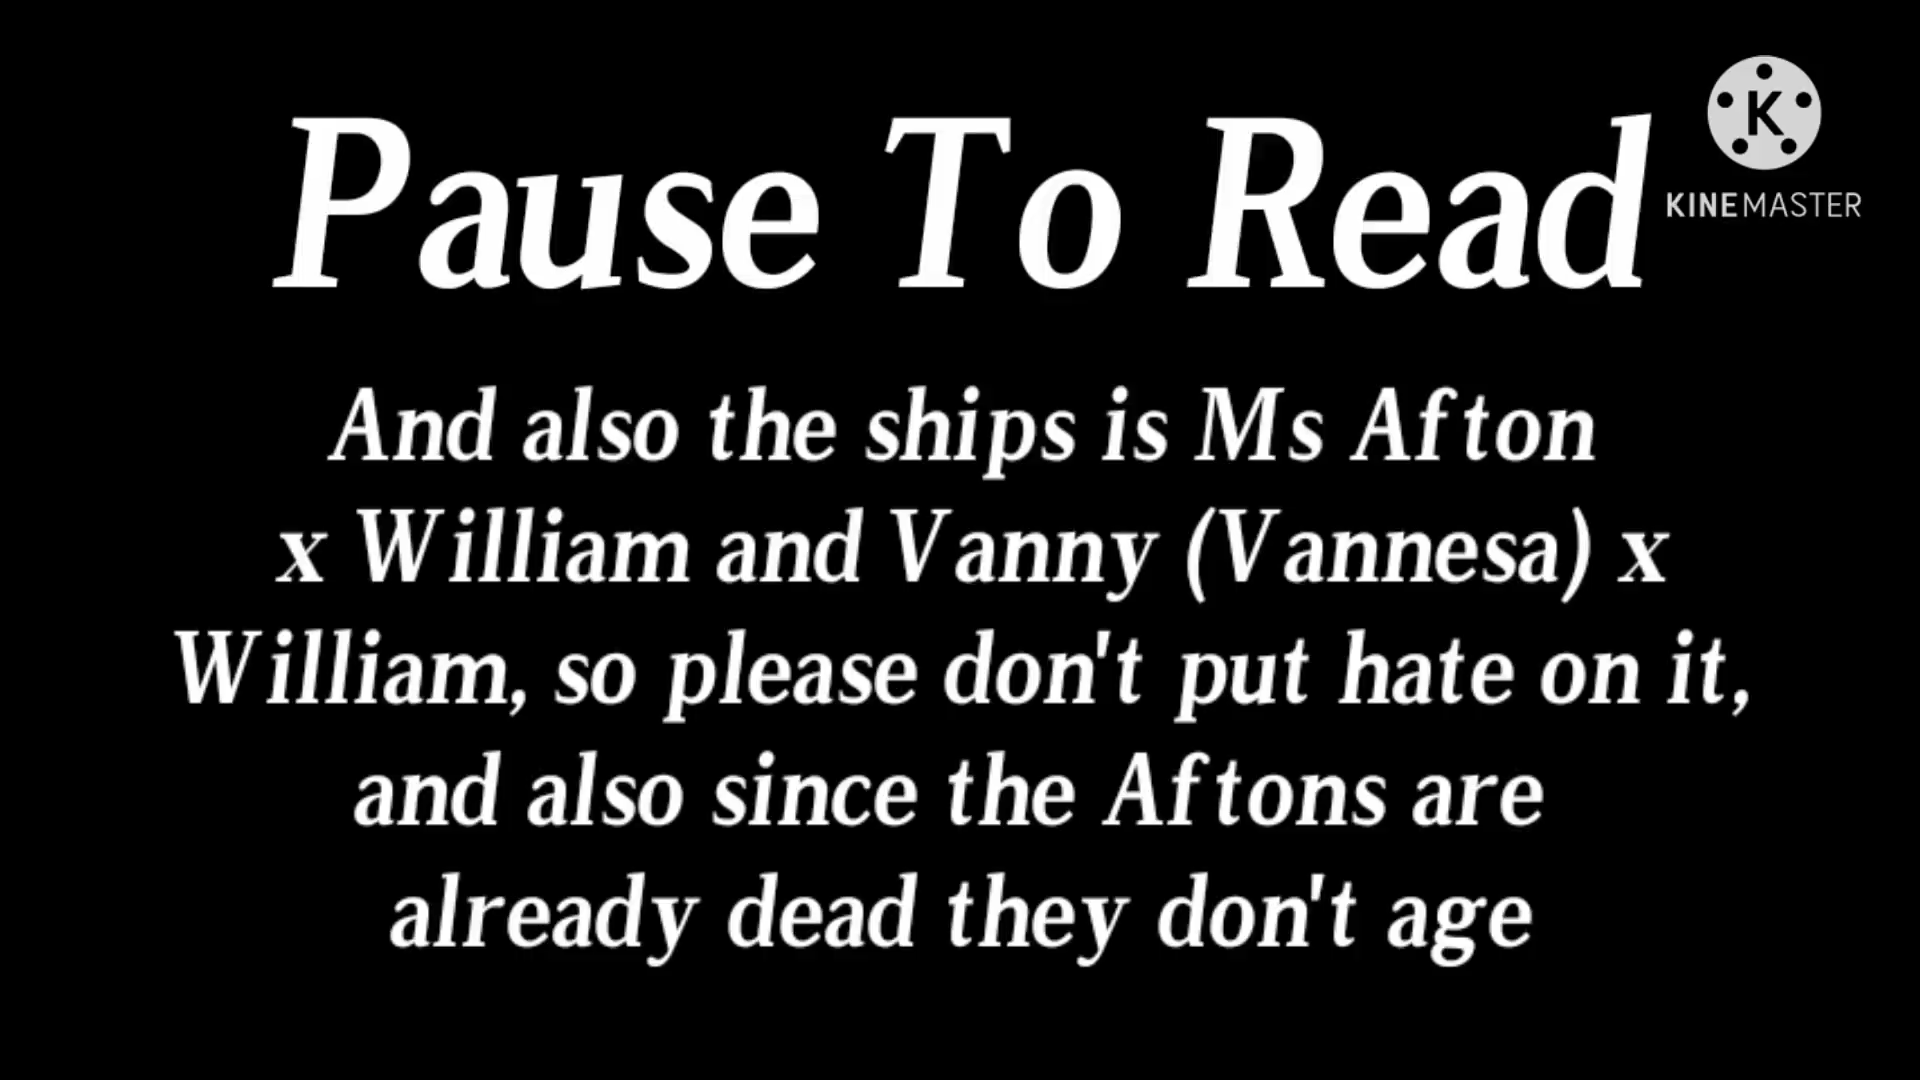 Pause To Read
K
KINEMASTER
And also the ships is Ms Afton
x William and Vanny (Vannesa) x
William, so please don't put hate on it,
and also since the Aftons are
already dead they don't age